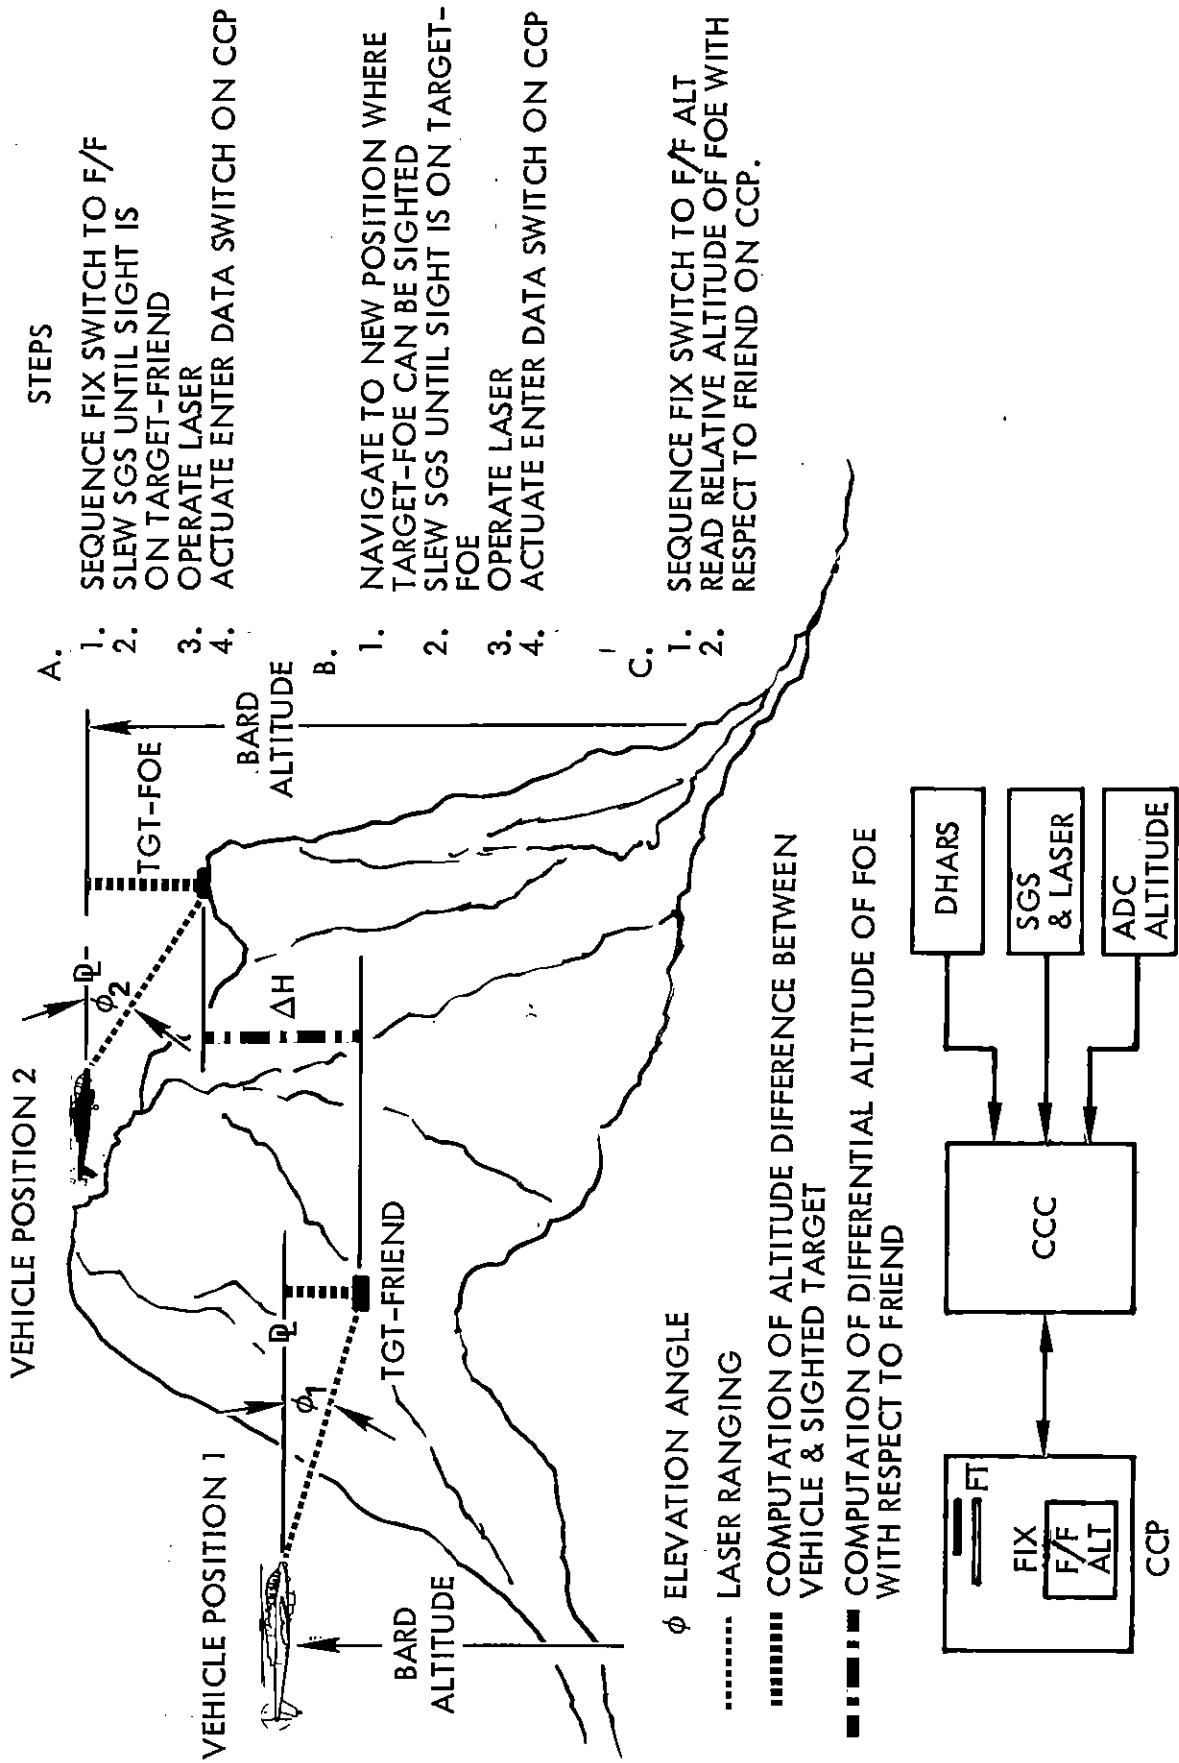 STEPS
A.
1. SEQUENCE FIX SWITCH TO F/F
2. SLEW SGS UNTIL SIGHT IS
ON TARGET-FRIEND
3. OPERATE LASER
4. ACTUATE ENTER DATA SWITCH ON CCP
B.
1. NAVIGATE TO NEW POSITION WHERE
TARGET-FOE CAN BE SIGHTED
2. SLEW SGS UNTIL SIGHT IS ON TARGET-
FOE
3. OPERATE LASER
4. ACTUATE ENTER DATA SWITCH ON CCP
C.
1. SEQUENCE FIX SWITCH TO F/F ALT
2. READ RELATIVE ALTITUDE OF FOE WITH
RESPECT TO FRIEND ON CCP.
VEHICLE POSITION 2
ϕ2
TGT-FOE
BARD
ALTITUDE
ΔH
VEHICLE POSITION 1
ϕ1
TGT-FRIEND
BARD
ALTITUDE
ϕ ELEVATION ANGLE
LASER RANGING
COMPUTATION OF ALTITUDE DIFFERENCE BETWEEN
VEHICLE & SIGHTED TARGET
COMPUTATION OF DIFFERENTIAL ALTITUDE OF FOE
WITH RESPECT TO FRIEND
FT
FIX
F/F
ALT
CCP
CCC
DHARS
SGS
& LASER
ADC
ALTITUDE